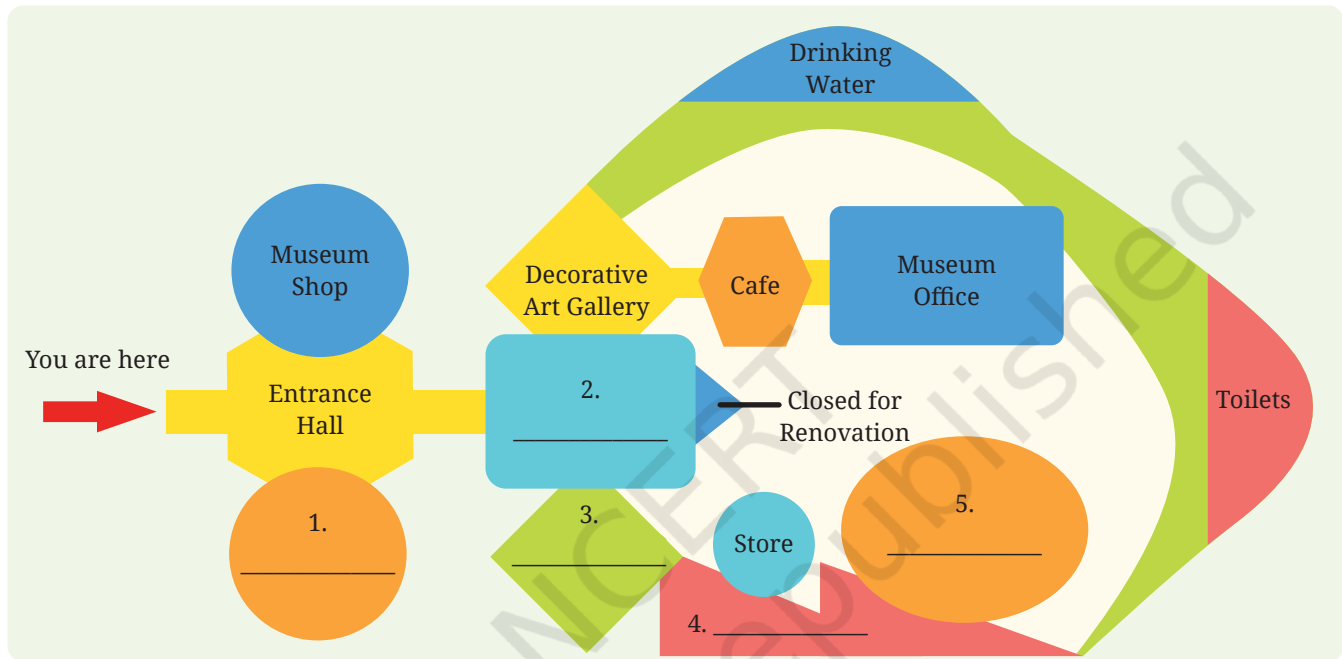 Drinking
Water
Museum
Shop
Decorative
Art Gallery
Cafe
Museum
Office
You are here
Entrance
Hall
2.
Closed for
Renovation
Toilets
1.
3.
Store
5.
4.
NCERT
republished